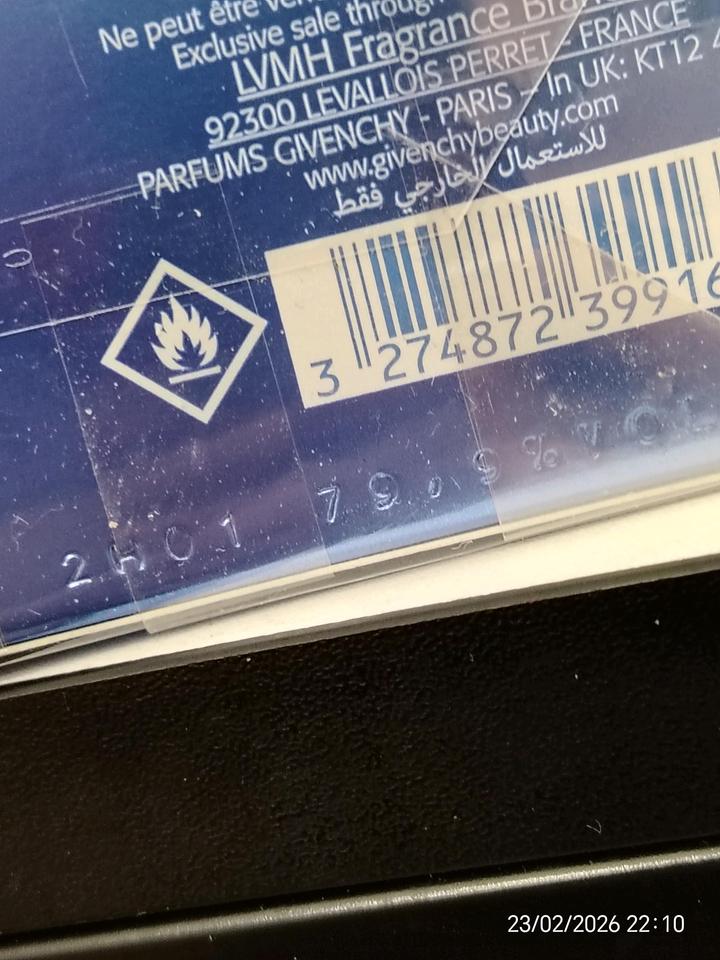 Ne peut être
Exclusive sale through
LVMH Fragrance
92300 LEVALLOIS PERRET - FRANCE
PARFUMS GIVENCHY - PARIS - In UK: KT12
www.givenchybeauty.com
للاستعمال الخارجي فقط
3 274872 39916
2H01 79,9%VOL
23/02/2026 22:10